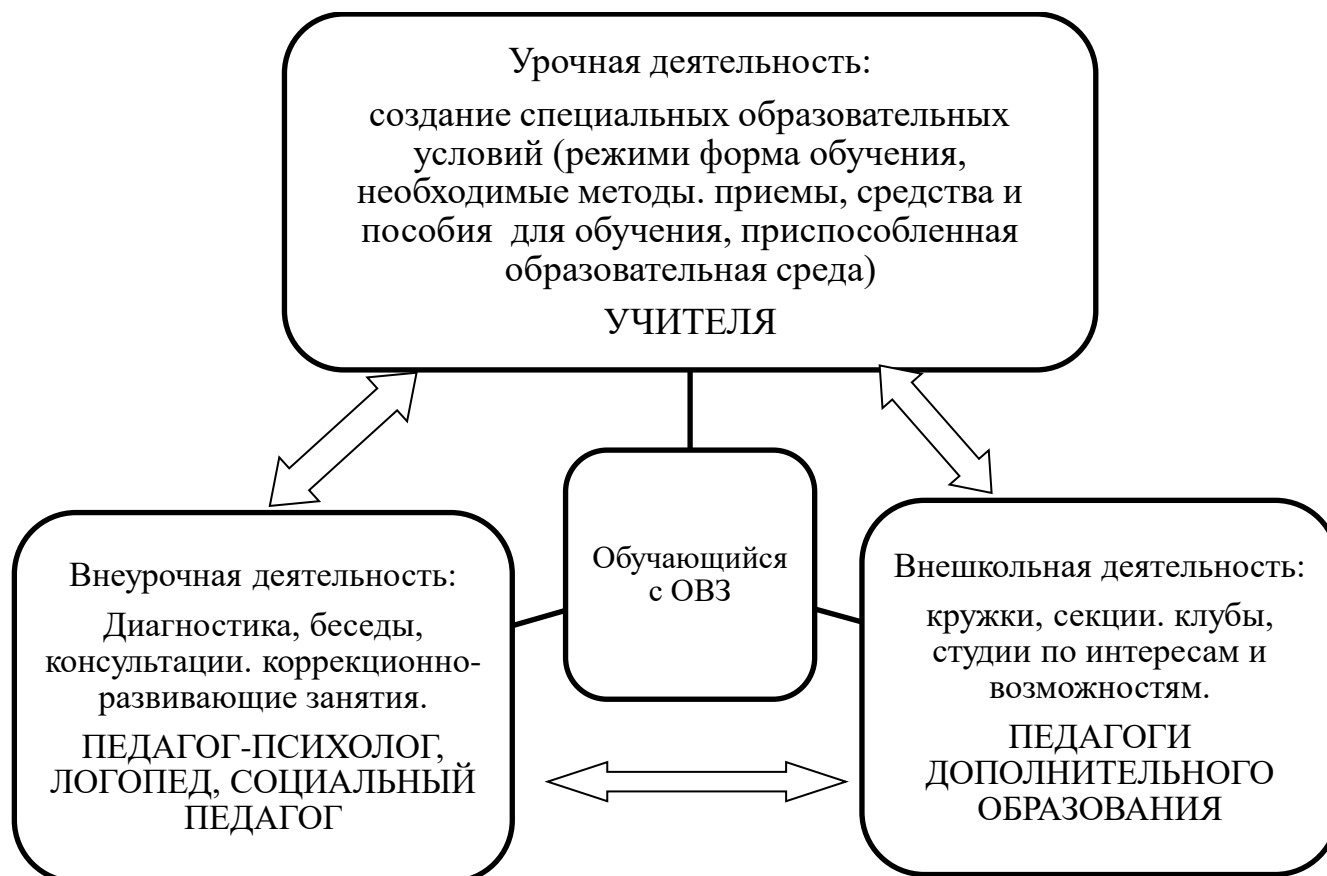 Урочная деятельность:
создание специальных образовательных
условий (режими форма обучения,
необходимые методы. приемы, средства и
пособия для обучения, приспособленная
образовательная среда)
УЧИТЕЛЯ
Обучающийся
с ОВЗ
Внеурочная деятельность:
Диагностика, беседы,
консультации. коррекционно-
развивающие занятия.
ПЕДАГОГ-ПСИХОЛОГ,
ЛОГОПЕД, СОЦИАЛЬНЫЙ
ПЕДАГОГ
Внешкольная деятельность:
кружки, секции. клубы,
студии по интересам и
возможностям.
ПЕДАГОГИ
ДОПОЛНИТЕЛЬНОГО
ОБРАЗОВАНИЯ